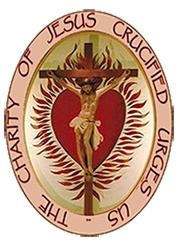 THE CHARITY OF JESUS CRUCIFIED URGES US